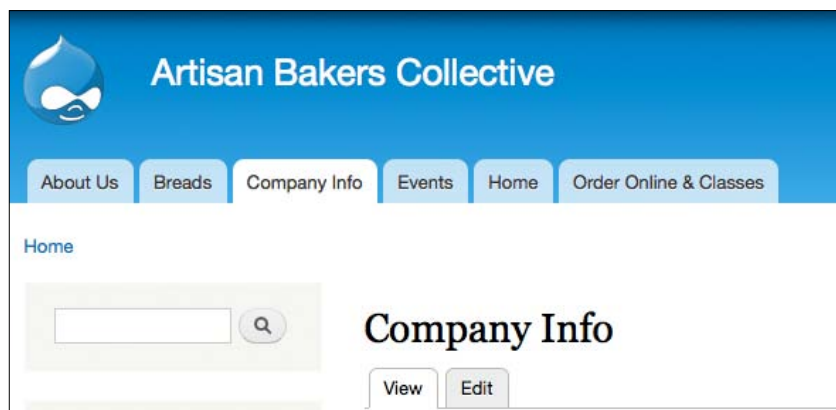 Artisan Bakers Collective
About Us Breads Company Info Events Home Order Online & Classes
Home
Company Info
View Edit